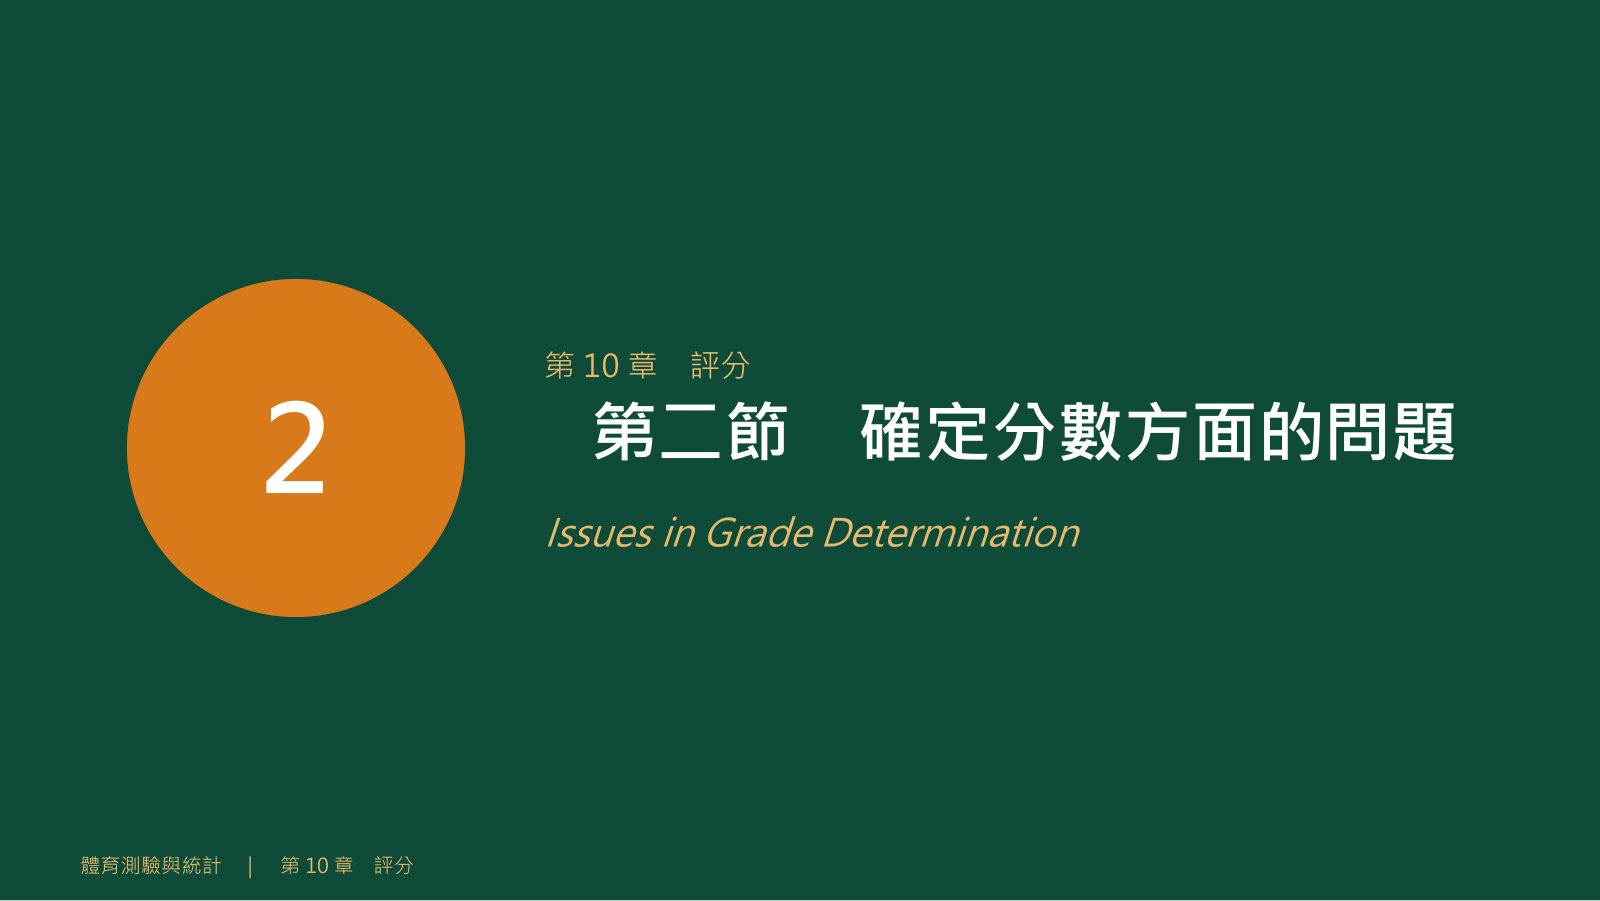 2
第 10 章　評分
第二節　確定分數方面的問題
Issues in Grade Determination
體育測驗與統計　|　第 10 章　評分